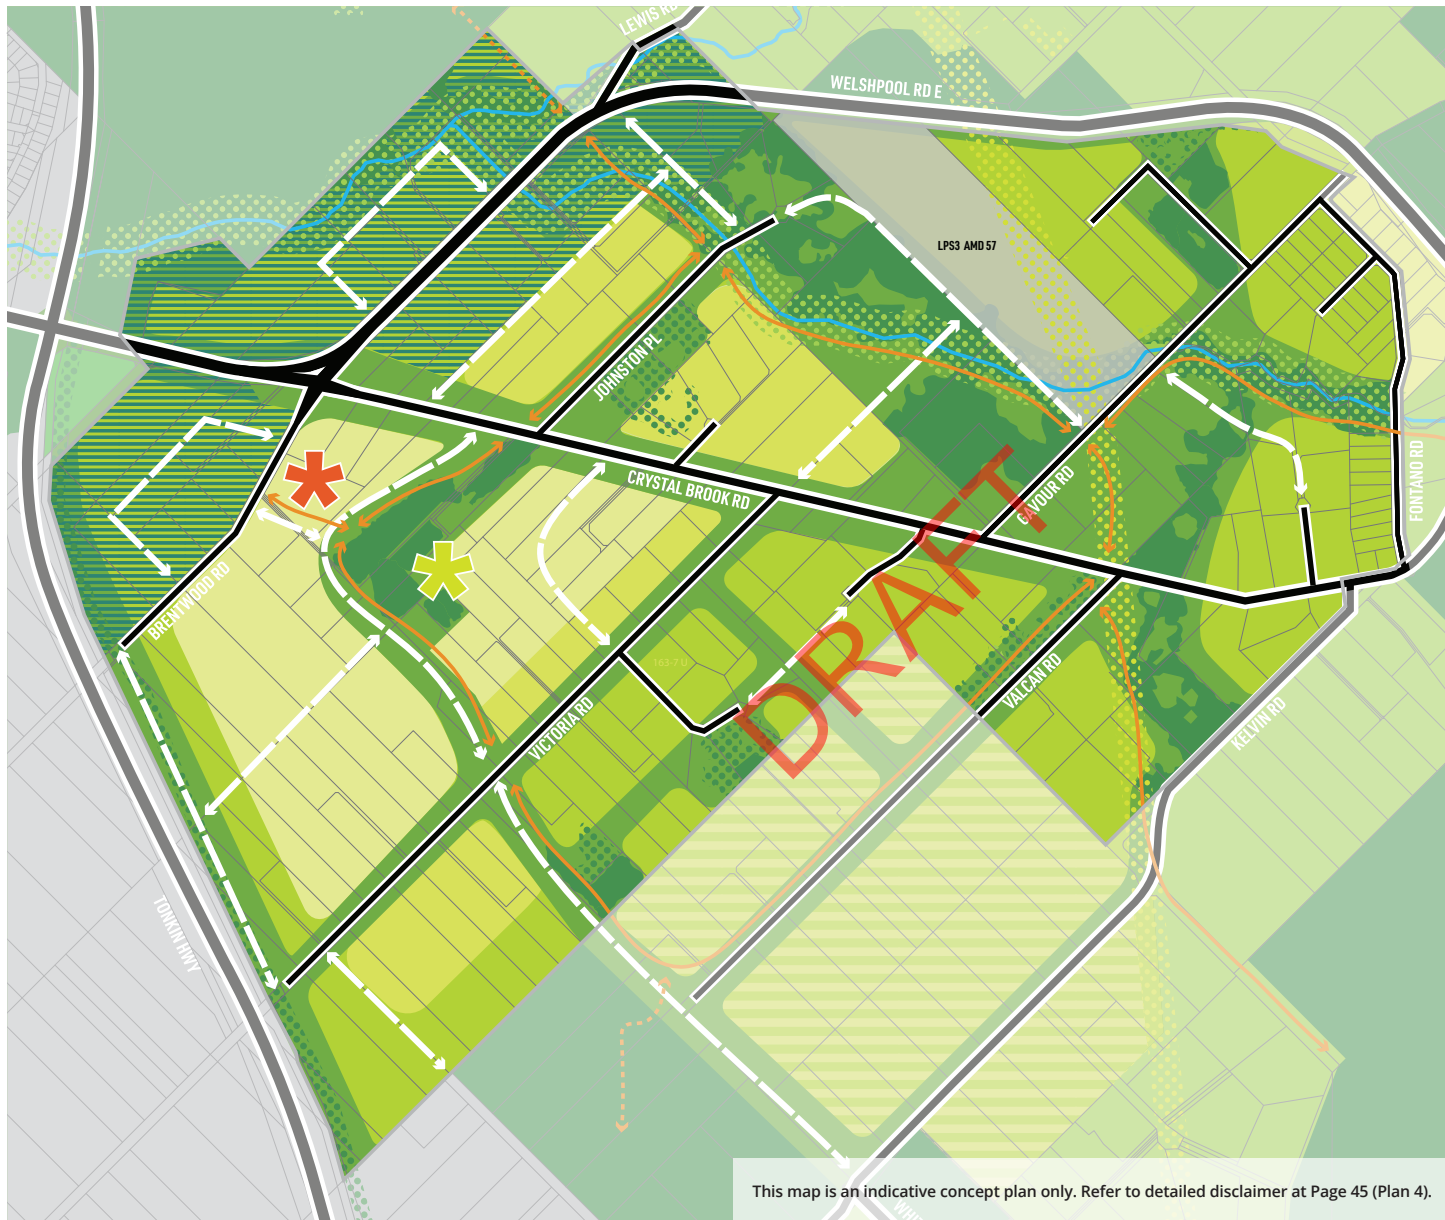 LEWIS RD
WELSHPOOL RD E
LPS3 AMD 57
JOHNSTON PL
CRYSTAL BROOK RD
CAVOUR RD
FONTANO RD
BRENTWOOD RD
163-7 U
VICTORIA RD
VALCAN RD
KELVIN RD
DRAFT
TONKIN HWY
This map is an indicative concept plan only. Refer to detailed disclaimer at Page 45 (Plan 4).